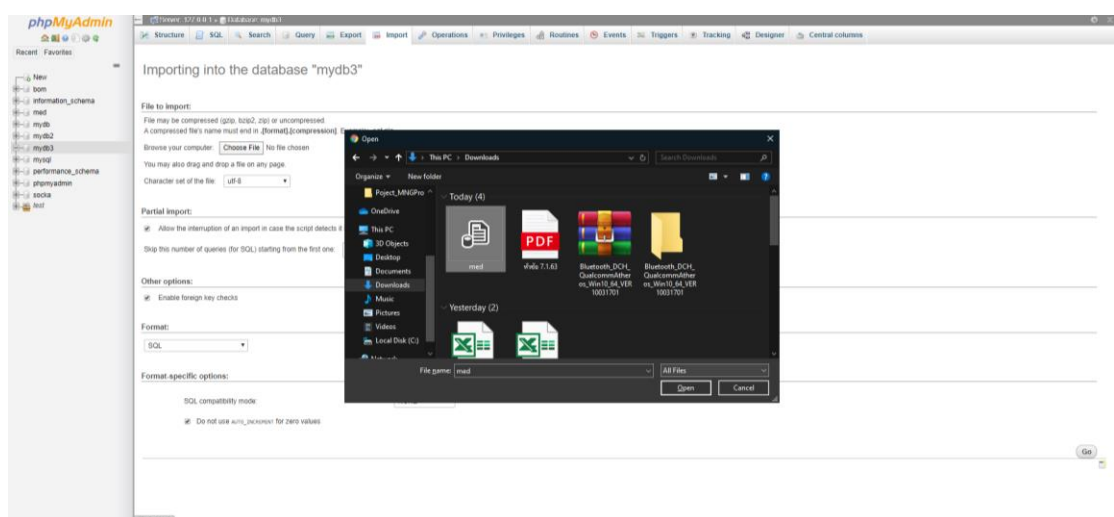 phpMyAdmin
Recent Favorites
New
bom
information_schema
med
mydb
mydb2
mydb3
mysql
performance_schema
phpmyadmin
socka
test
Server: 127.0.0.1 » Database: mydb3
Structure SQL Search Query Export Import Operations Privileges Routines Events Triggers Tracking Designer Central columns
Importing into the database "mydb3"
File to import:
File may be compressed (gzip, bzip2, zip) or uncompressed.
A compressed file's name must end in .[format].[compression].
Browse your computer: Choose File No file chosen
You may also drag and drop a file on any page.
Character set of the file: utf-8
Partial import:
Allow the interruption of an import in case the script detects it
Skip this number of queries (for SQL) starting from the first one:
Other options:
Enable foreign key checks
Format:
SQL
Format-specific options:
SQL compatibility mode:
Do not use AUTO_INCREMENT for zero values
Go
Open
This PC > Downloads
Search Downloads
Organize New folder
Poject_MNGPro
OneDrive
This PC
3D Objects
Desktop
Documents
Downloads
Music
Pictures
Videos
Local Disk (C:)
Today (4)
med
PDF
7.1.63
Bluetooth_DCH_
QualcommAther
os_Win10_64_VER
10031701
Bluetooth_DCH_
QualcommAther
os_Win10_64_VER
10031701
Yesterday (2)
File name: med
All Files
Open Cancel